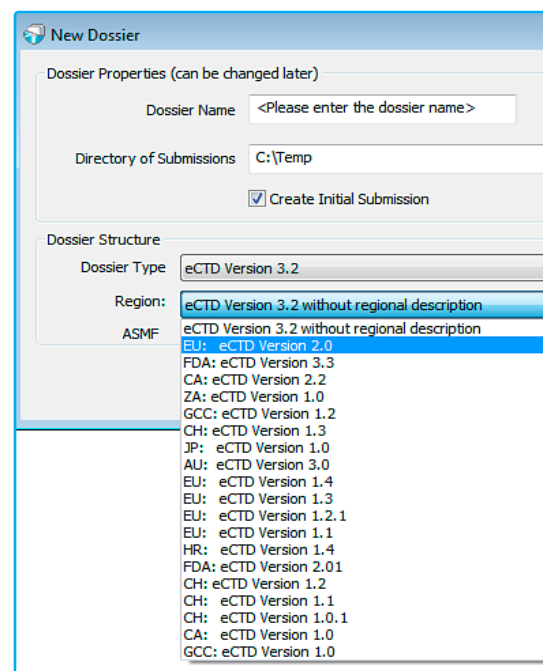 New Dossier
Dossier Properties (can be changed later)
Dossier Name <Please enter the dossier name>
Directory of Submissions C:\Temp
Create Initial Submission
Dossier Structure
Dossier Type eCTD Version 3.2
Region: eCTD Version 3.2 without regional description
ASMF
eCTD Version 3.2 without regional description
EU: eCTD Version 2.0
FDA: eCTD Version 3.3
CA: eCTD Version 2.2
ZA: eCTD Version 1.0
GCC: eCTD Version 1.2
CH: eCTD Version 1.3
JP: eCTD Version 1.0
AU: eCTD Version 3.0
EU: eCTD Version 1.4
EU: eCTD Version 1.3
EU: eCTD Version 1.2.1
EU: eCTD Version 1.1
HR: eCTD Version 1.4
FDA: eCTD Version 2.01
CH: eCTD Version 1.2
CH: eCTD Version 1.1
CH: eCTD Version 1.0.1
CA: eCTD Version 1.0
GCC: eCTD Version 1.0